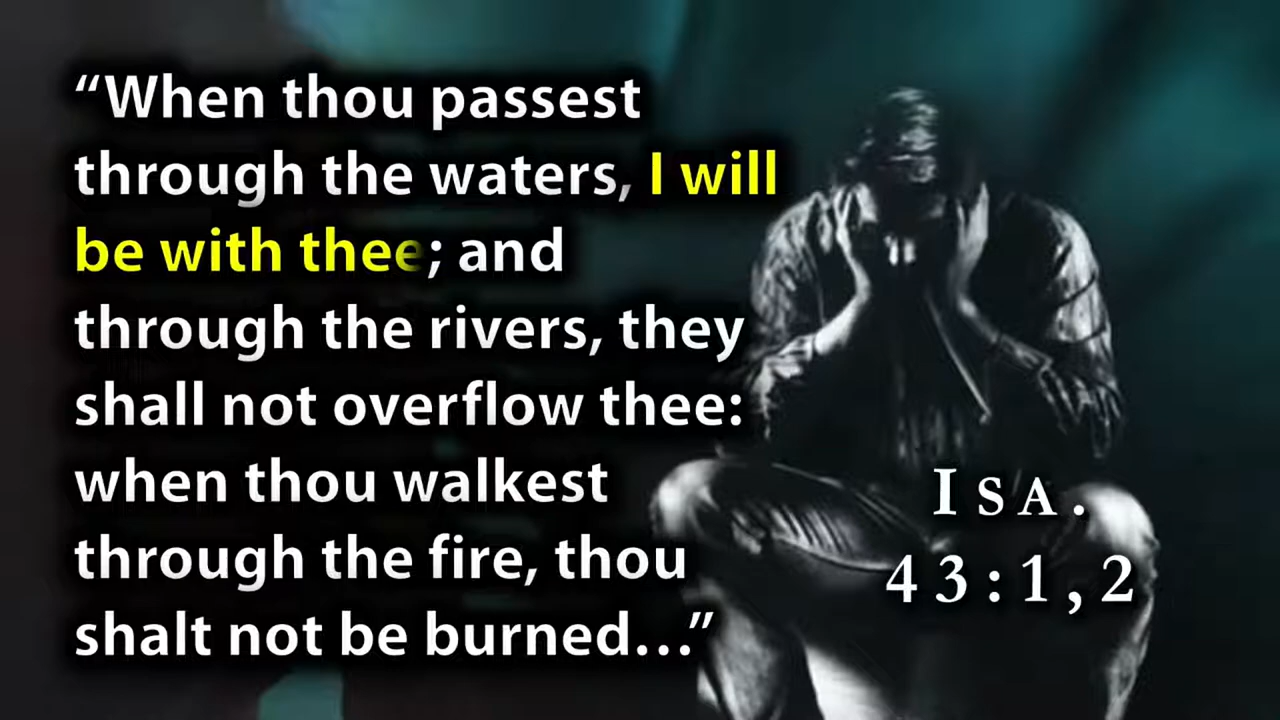 “When thou passest
through the waters, I will
be with thee; and
through the rivers, they
shall not overflow thee:
when thou walkest
through the fire, thou
shalt not be burned…”
Isa.
43:1,2